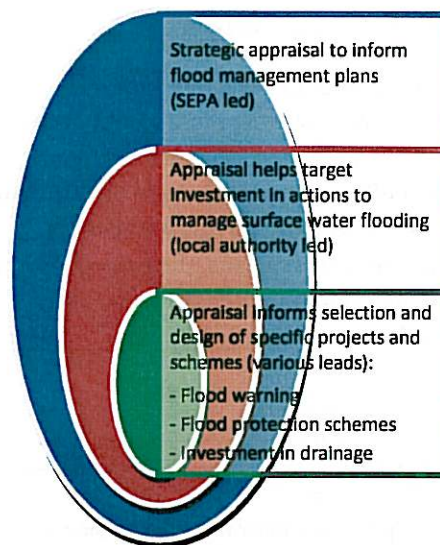 Strategic appraisal to inform
flood management plans
(SEPA led)
Appraisal helps target
investment in actions to
manage surface water flooding
(local authority led)
Appraisal informs selection and
design of specific projects and
schemes (various leads):
- Flood warning
- Flood protection schemes
- Investment in drainage